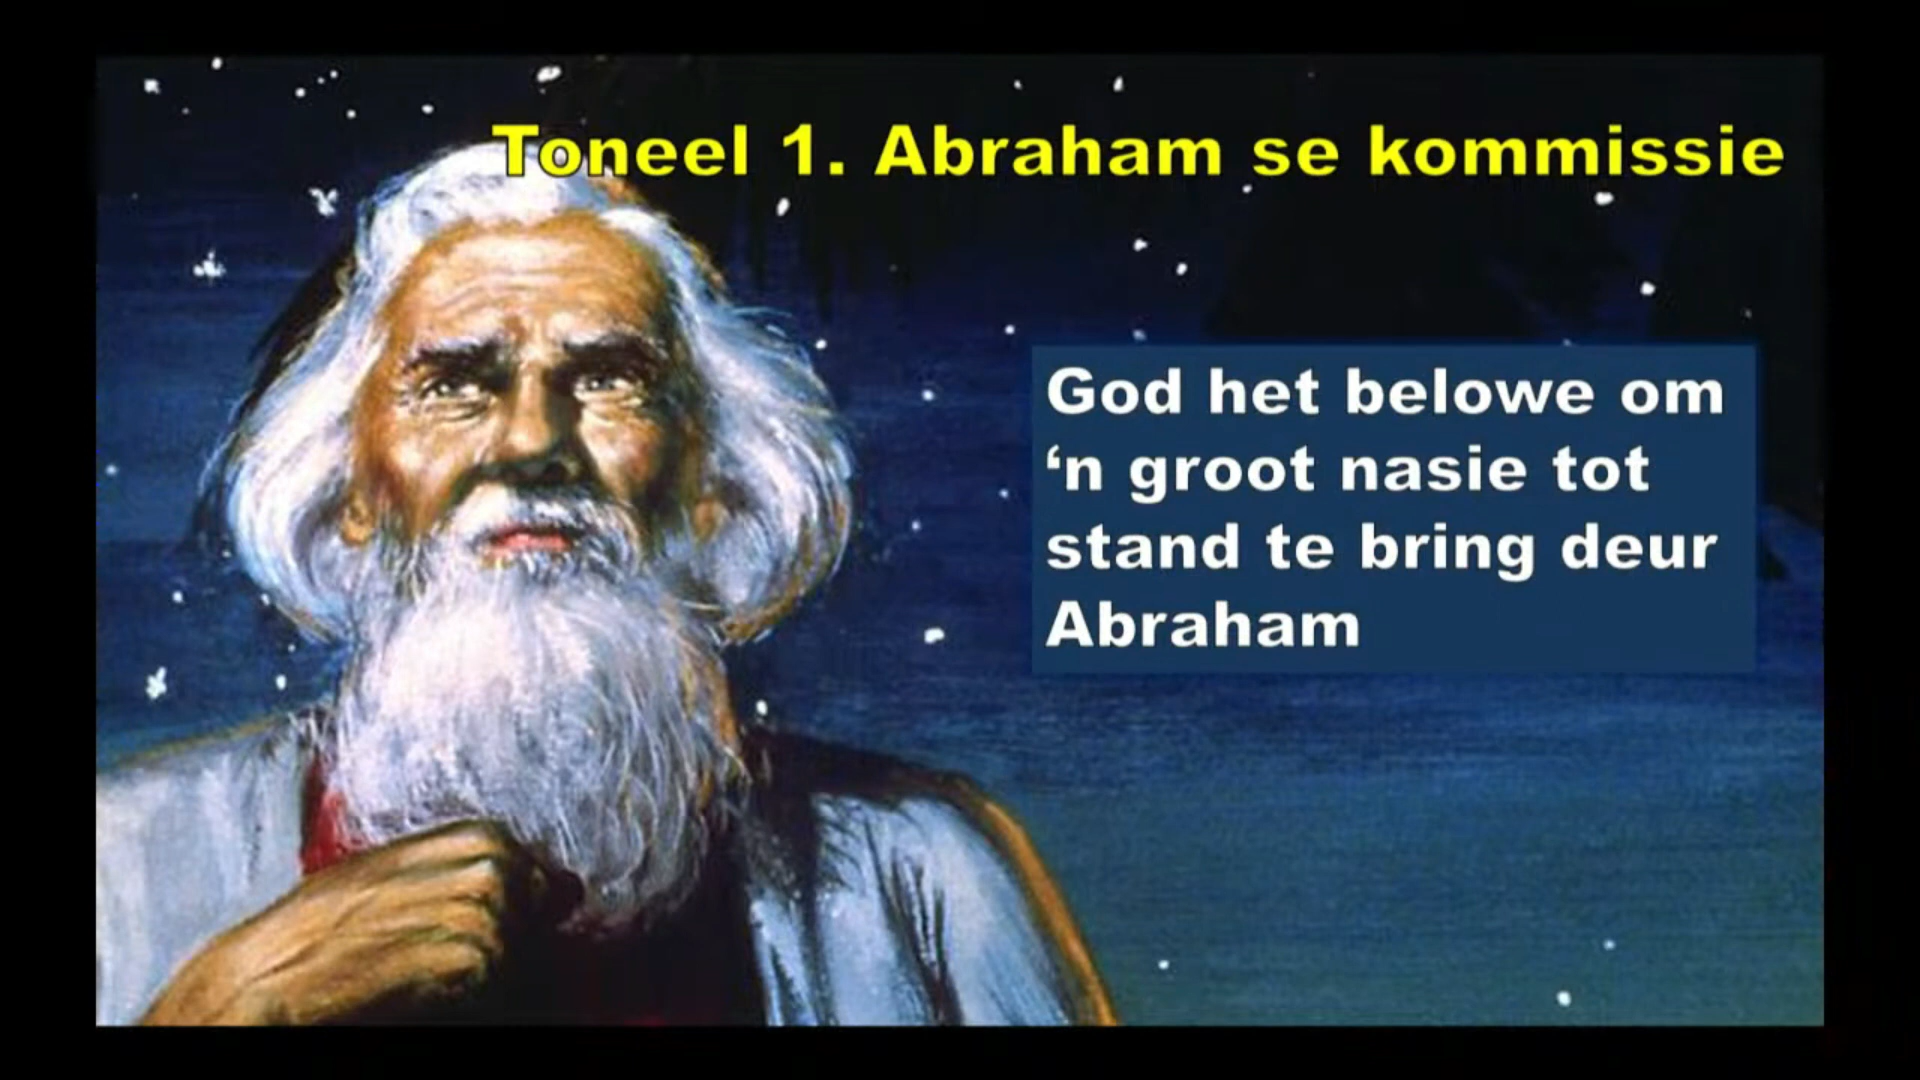 Toneel 1. Abraham se kommissie
God het belowe om
‘n groot nasie tot
stand te bring deur
Abraham